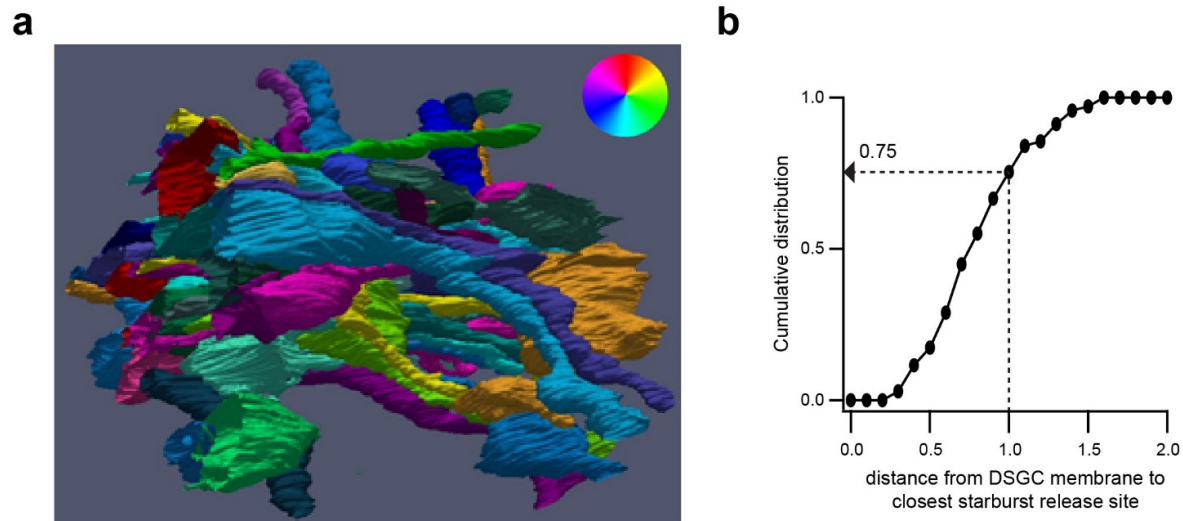 a
b
1.0
0.75
Cumulative distribution
0.5
0.0
0.0 0.5 1.0 1.5 2.0
distance from DSGC membrane to
closest starburst release site